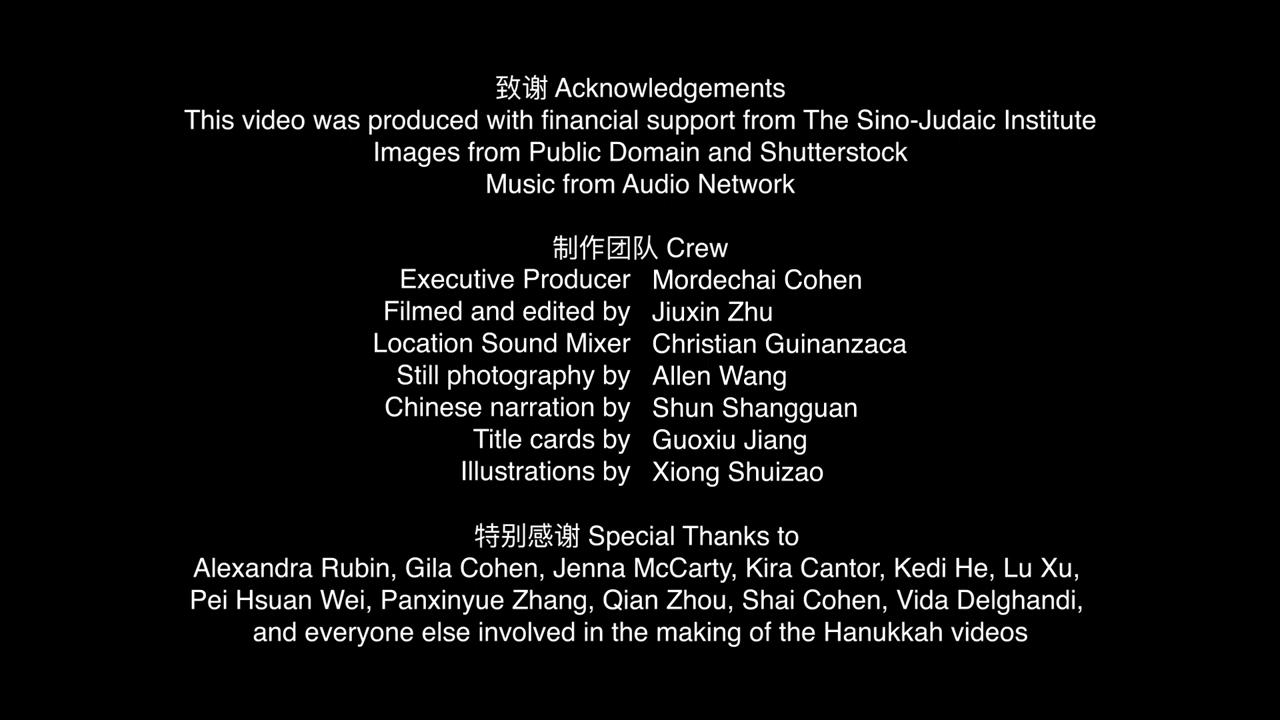 致谢 Acknowledgements
This video was produced with financial support from The Sino-Judaic Institute
Images from Public Domain and Shutterstock
Music from Audio Network
制作团队 Crew
Executive Producer Mordechai Cohen
Filmed and edited by Jiuxin Zhu
Location Sound Mixer Christian Guinanzaca
Still photography by Allen Wang
Chinese narration by Shun Shangguan
Title cards by Guoxiu Jiang
Illustrations by Xiong Shuizao
特别感谢 Special Thanks to
Alexandra Rubin, Gila Cohen, Jenna McCarty, Kira Cantor, Kedi He, Lu Xu,
Pei Hsuan Wei, Panxinyue Zhang, Qian Zhou, Shai Cohen, Vida Delghandi,
and everyone else involved in the making of the Hanukkah videos